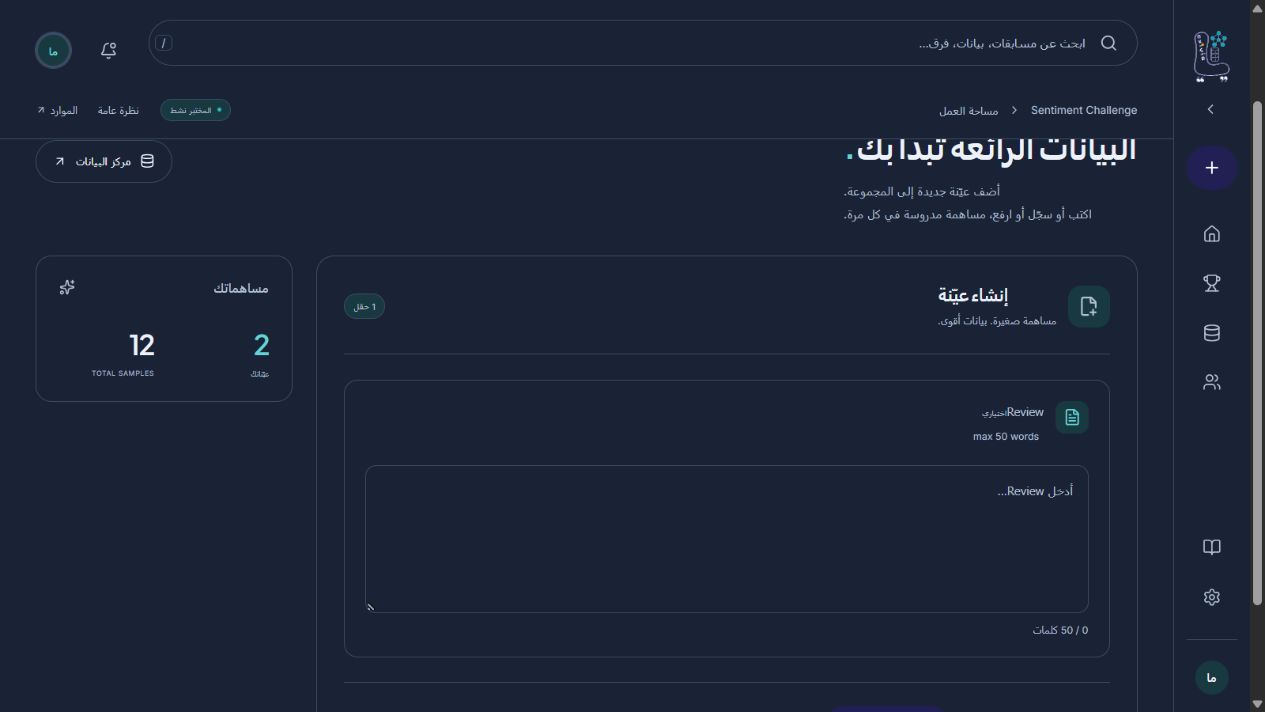 ابحث عن مسابقات، بيانات، فرق...
/
ما
Sentiment Challenge
مساحة العمل
المختبر نشط
نظرة عامة
الموارد
البيانات الرائعة تبدأ بك.
مركز البيانات
أضف عيّنة جديدة إلى المجموعة.
اكتب أو سجّل أو ارفع، مساهمة مدروسة في كل مرة.
إنشاء عيّنة
مساهمة صغيرة. بيانات أقوى.
1 حقل
Review اختياري
max 50 words
أدخل Review...
0 / 50 كلمات
مساهماتك
2
عيّناتك
12
TOTAL SAMPLES
ما